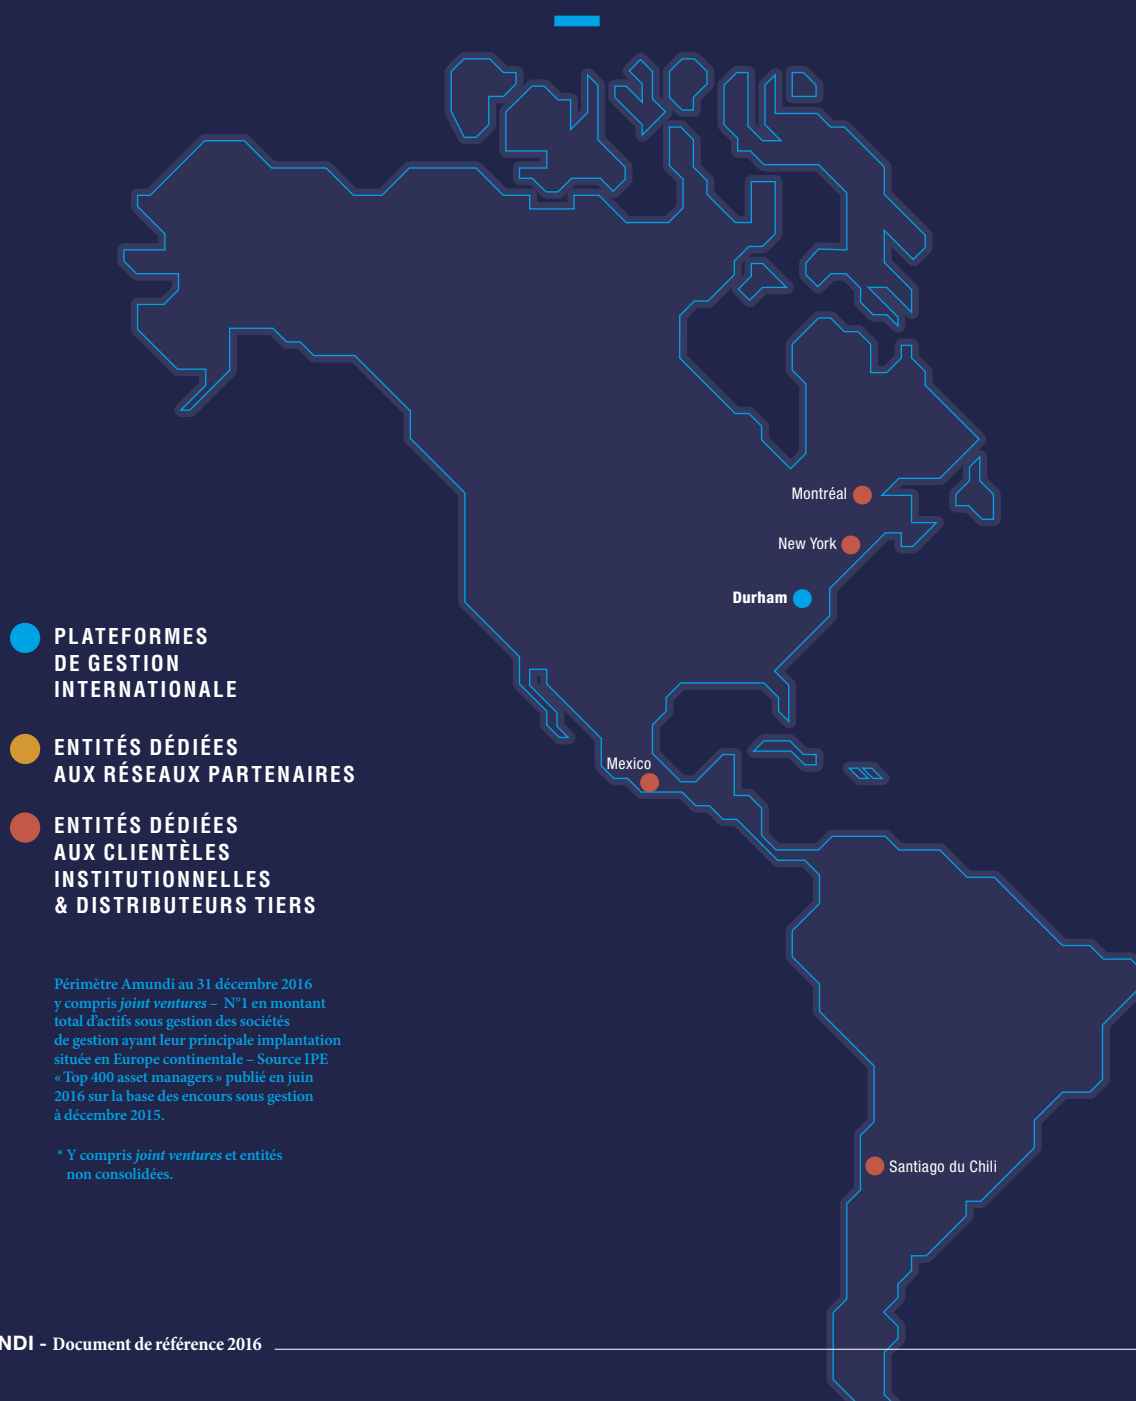 Montréal
New York
Durham
PLATEFORMES
DE GESTION
INTERNATIONALE
ENTITÉS DÉDIÉES
AUX RÉSEAUX PARTENAIRES
Mexico
ENTITÉS DÉDIÉES
AUX CLIENTÈLES
INSTITUTIONNELLES
& DISTRIBUTEURS TIERS
Périmètre Amundi au 31 décembre 2016
y compris joint ventures – N°1 en montant
total d’actifs sous gestion des sociétés
de gestion ayant leur principale implantation
située en Europe continentale – Source IPE
« Top 400 asset managers » publié en juin
2016 sur la base des encours sous gestion
à décembre 2015.
* Y compris joint ventures et entités
non consolidées.
Santiago du Chili
NDI - Document de référence 2016